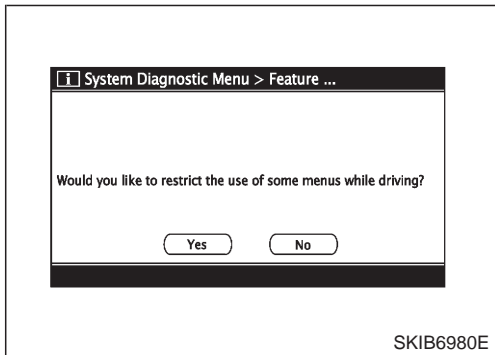 i System Diagnostic Menu > Feature ...
Would you like to restrict the use of some menus while driving?
Yes No
SKIB6980E